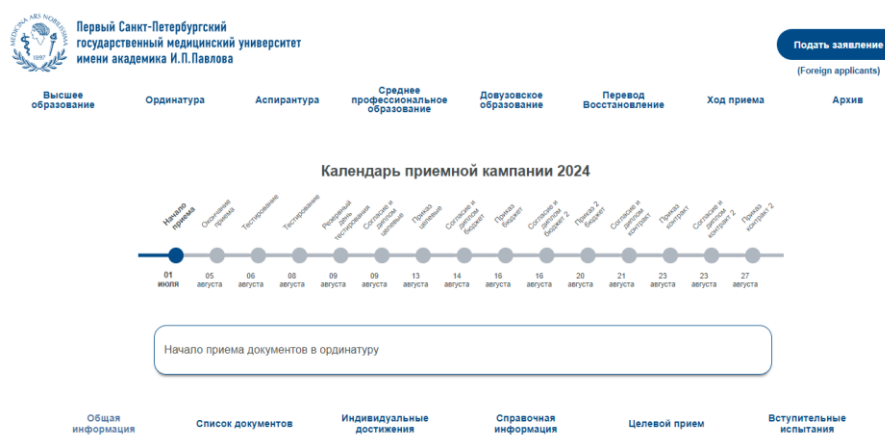 MEDICINA ARS NOBILISSIMA
1897
Первый Санкт-Петербургский
государственный медицинский университет
имени академика И.П.Павлова
Подать заявление
(Foreign applicants)
Высшее
образование
Ординатура
Аспирантура
Среднее
профессиональное
образование
Довузовское
образование
Перевод
Восстановление
Ход приема
Архив
Календарь приемной кампании 2024
Начало
приема
Окончание
приема
Тестирование
Тестирование
Резервный
день
тестирования
Согласие и
диплом
целевые
Приказ
целевые
Согласие и
диплом
бюджет
Приказ
бюджет
Согласие и
диплом
бюджет 2
Приказ 2
бюджет
Согласие и
диплом
контракт
Приказ
контракт
Согласие и
диплом
контракт 2
Приказ
контракт 2
01
июля
05
августа
06
августа
08
августа
09
августа
09
августа
13
августа
14
августа
16
августа
16
августа
20
августа
21
августа
23
августа
23
августа
27
августа
Начало приема документов в ординатуру
Общая
информация
Список документов
Индивидуальные
достижения
Справочная
информация
Целевой прием
Вступительные
испытания